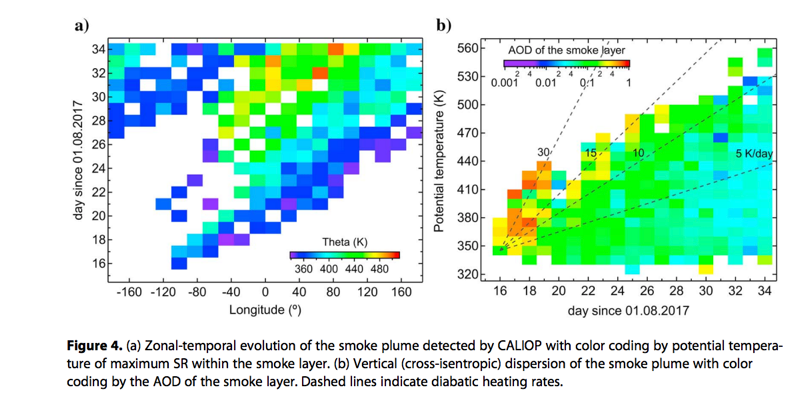 a)
b)
34
32
30
28
26
24
22
20
18
16
day since 01.08.2017
Theta (K)
360 400 440 480
-160 -120 -80 -40 0 40 80 120 160
Longitude (º)
560
530
500
470
440
410
380
350
320
Potential temperature (K)
AOD of the smoke layer
2 4 2 4 2 4
0.001 0.01 0.1 1
30 15 10 5 K/day
16 18 20 22 24 26 28 30 32 34
day since 01.08.2017
Figure 4. (a) Zonal-temporal evolution of the smoke plume detected by CALIOP with color coding by potential tempera-
ture of maximum SR within the smoke layer. (b) Vertical (cross-isentropic) dispersion of the smoke plume with color
coding by the AOD of the smoke layer. Dashed lines indicate diabatic heating rates.